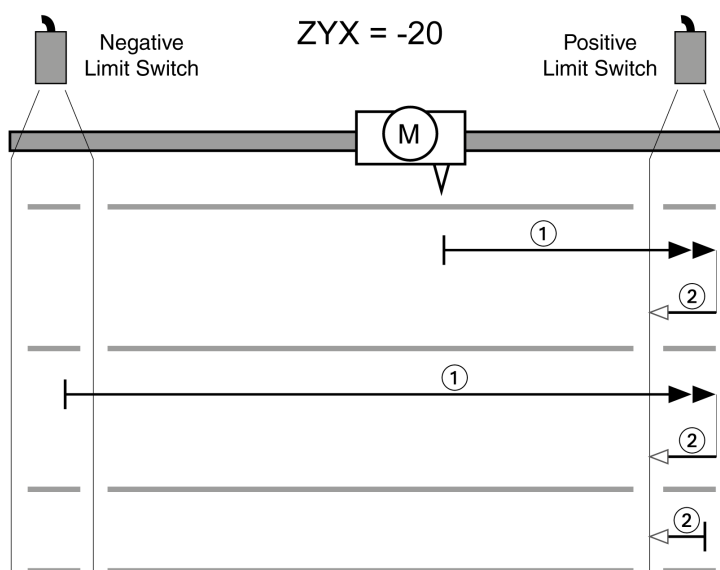 ZYX = -20
Negative
Limit Switch
Positive
Limit Switch
M
1
2
1
2
2